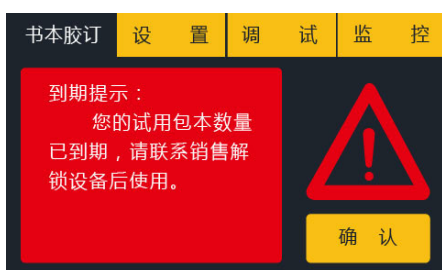 书本胶订 设 置 调 试 监 控
到期提示：
您的试用包本数量
已到期，请联系销售解
锁设备后使用。
确 认